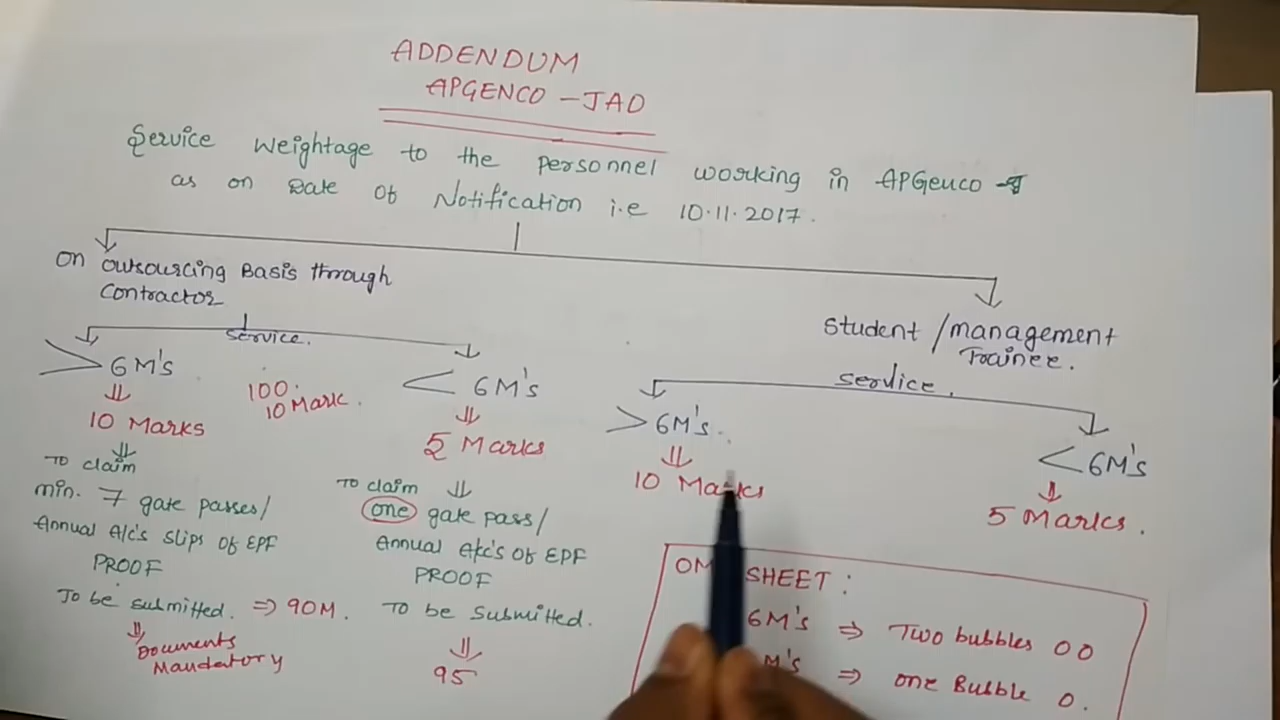 ADDENDUM
APGENCO - JAO
Service Weightage to the personnel working in APGenco
as on Date of Notification i.e 10.11.2017.
On outsourcing Basis through
Contractor
Service.
> 6M's
⇓
10 Marks
⇓
To claim
min. 7 gate passes/
Annual A/c's Slips of EPF
PROOF
To be submitted. ⇒ 90M.
⇓
Documents
Mandatory
100.
10 Mark.
< 6M's
⇓
5 Marks
To claim ⇓
one gate pass/
Annual A/c's of EPF
PROOF
To be Submitted.
⇓
95
Student / management
Trainee.
Service.
> 6M's.
⇓
10 Marks
< 6M's
⇓
5 Marks.
SHEET :
6M's ⇒ Two bubbles 0 0
M's ⇒ one Bubble 0.